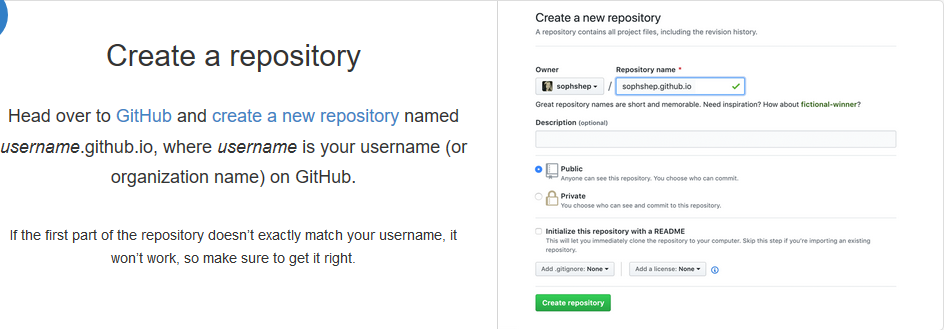 Create a repository
Head over to GitHub and create a new repository named
username.github.io, where username is your username (or
organization name) on GitHub.
If the first part of the repository doesn’t exactly match your username, it
won’t work, so make sure to get it right.
Create a new repository
A repository contains all project files, including the revision history.
Owner
Repository name *
sophshep / sophshep.github.io
Great repository names are short and memorable. Need inspiration? How about fictional-winner?
Description (optional)
Public
Anyone can see this repository. You choose who can commit.
Private
You choose who can see and commit to this repository.
Initialize this repository with a README
This will let you immediately clone the repository to your computer. Skip this step if you're importing an existing
repository.
Add .gitignore: None
Add a license: None
Create repository